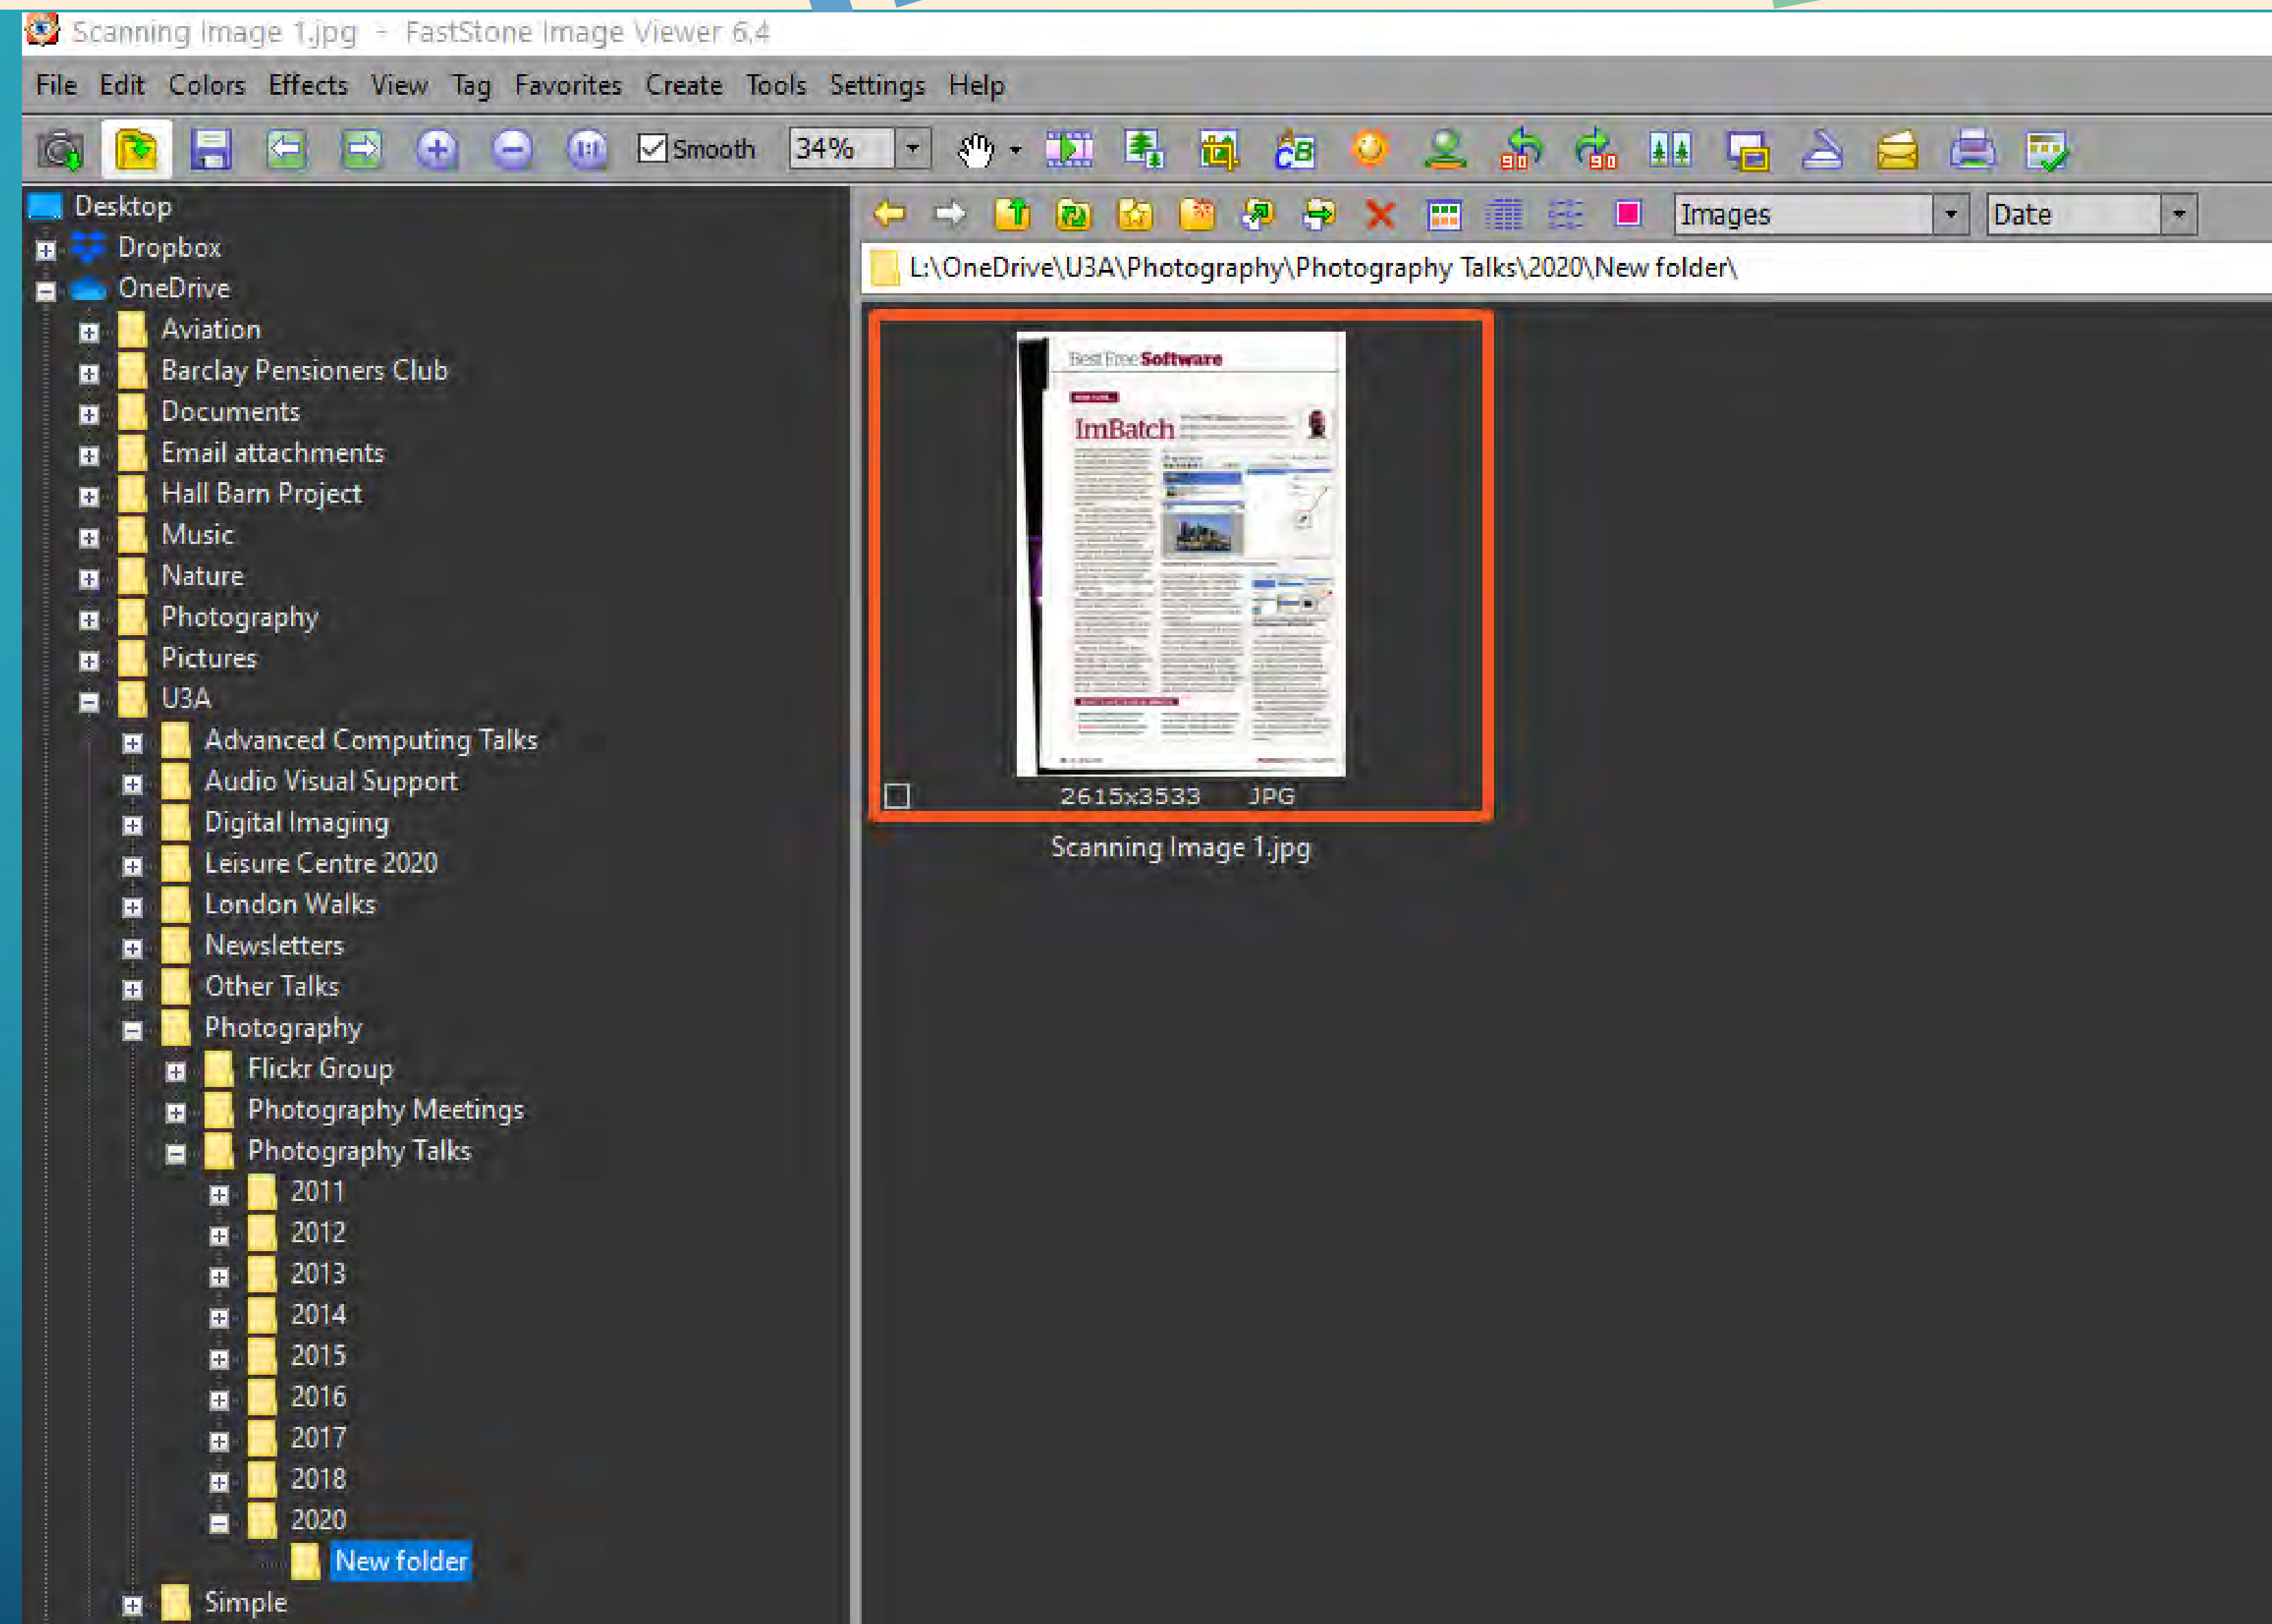 Scanning Image 1.jpg - FastStone Image Viewer 6.4
File Edit Colors Effects View Tag Favorites Create Tools Settings Help
1:1 Smooth 34% CB 90 90
Desktop
Dropbox
OneDrive
Aviation
Barclay Pensioners Club
Documents
Email attachments
Hall Barn Project
Music
Nature
Photography
Pictures
U3A
Advanced Computing Talks
Audio Visual Support
Digital Imaging
Leisure Centre 2020
London Walks
Newsletters
Other Talks
Photography
Flickr Group
Photography Meetings
Photography Talks
2011
2012
2013
2014
2015
2016
2017
2018
2020
New folder
Simple
Images Date
L:\OneDrive\U3A\Photography\Photography Talks\2020\New folder\
Best Free Software
ImBatch
2615x3533 JPG
Scanning Image 1.jpg